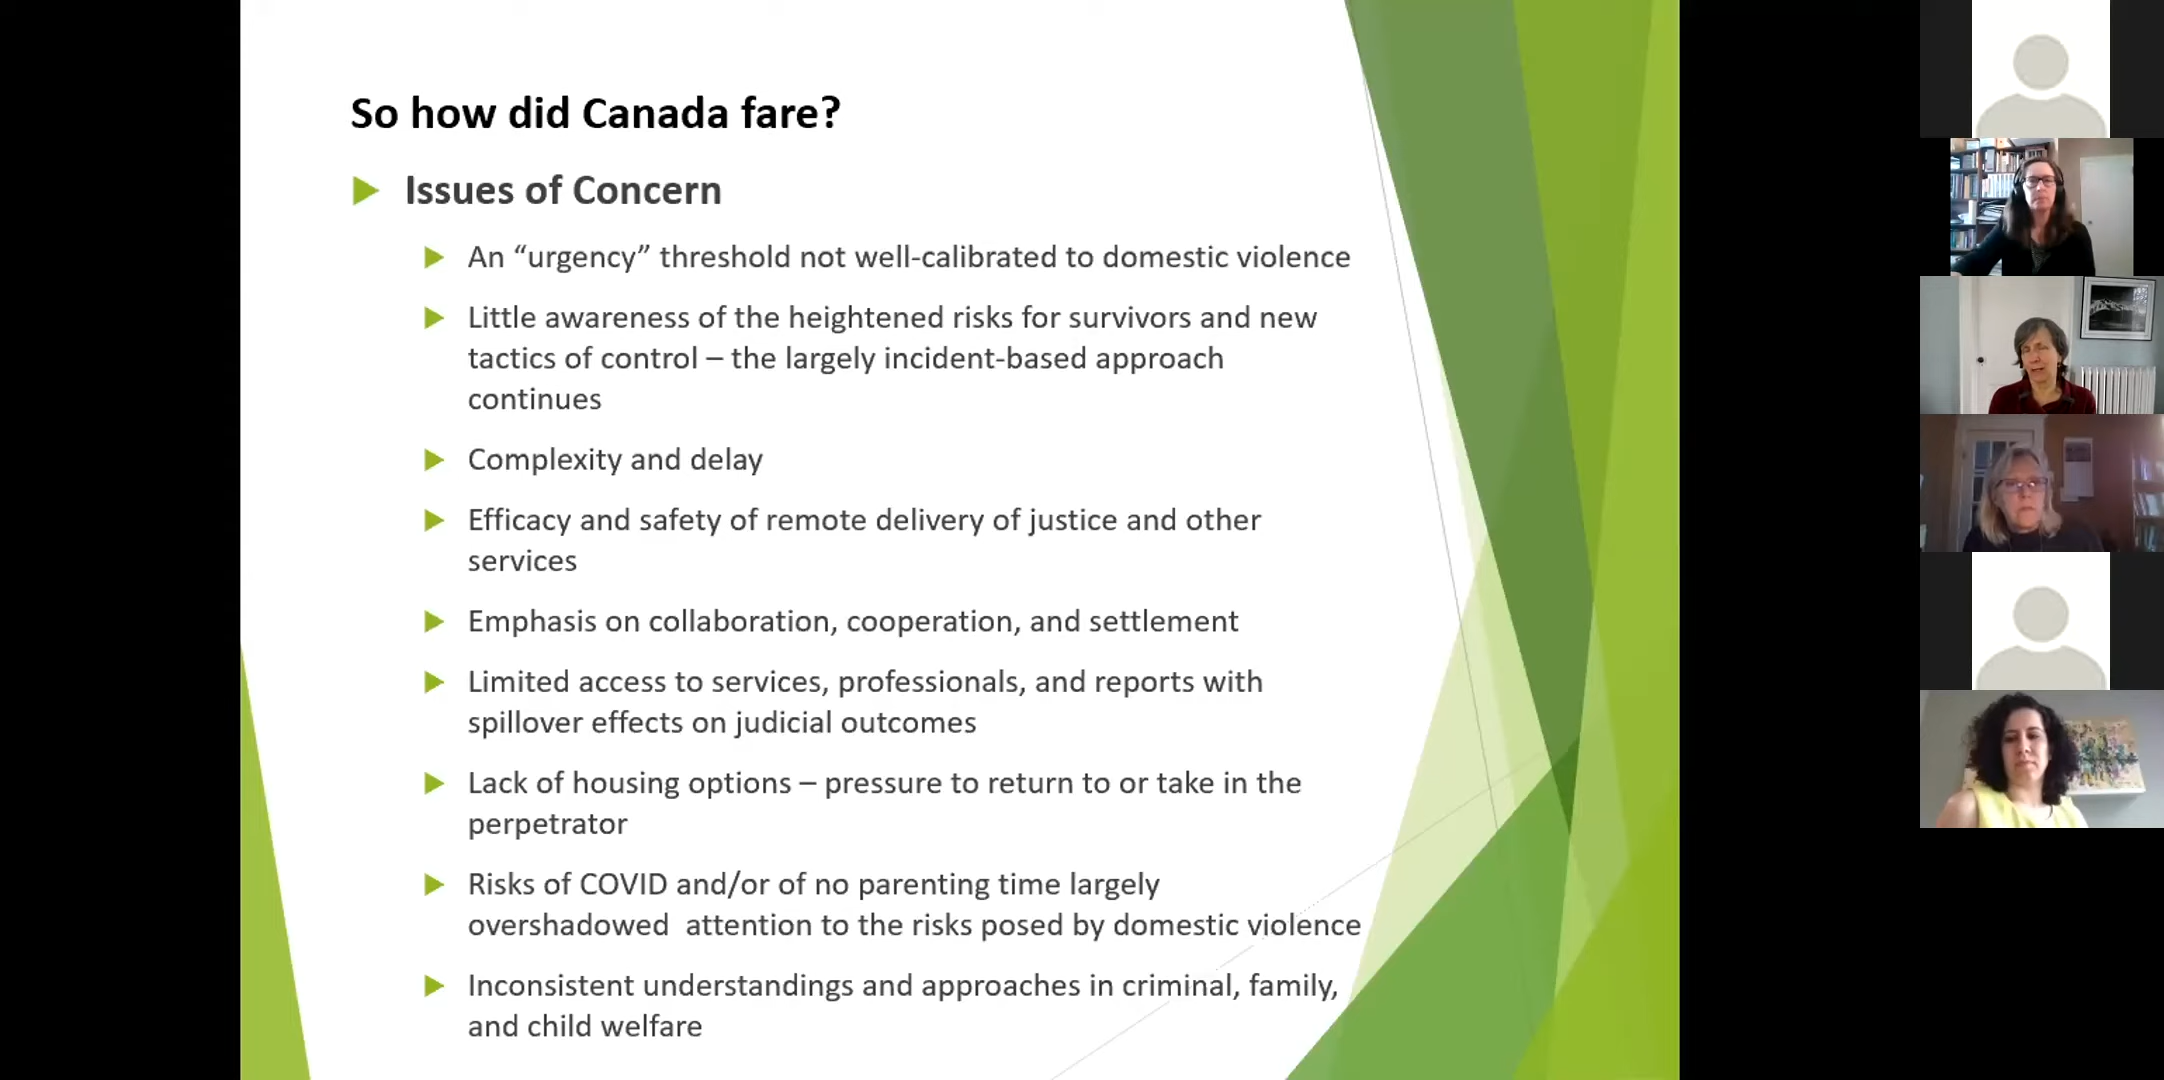 So how did Canada fare?
Issues of Concern
An “urgency” threshold not well-calibrated to domestic violence
Little awareness of the heightened risks for survivors and new
tactics of control – the largely incident-based approach
continues
Complexity and delay
Efficacy and safety of remote delivery of justice and other
services
Emphasis on collaboration, cooperation, and settlement
Limited access to services, professionals, and reports with
spillover effects on judicial outcomes
Lack of housing options – pressure to return to or take in the
perpetrator
Risks of COVID and/or of no parenting time largely
overshadowed  attention to the risks posed by domestic violence
Inconsistent understandings and approaches in criminal, family,
and child welfare